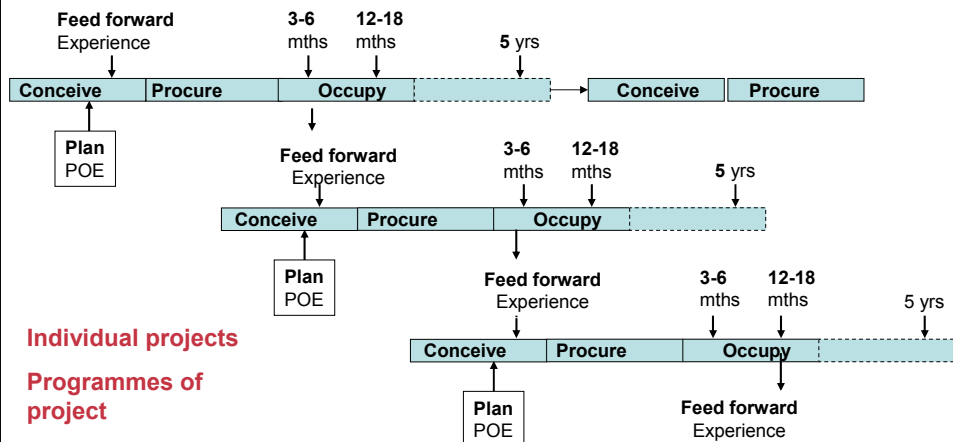 Feed forward
Experience
3-6
mths
12-18
mths
5 yrs
Conceive
Procure
Occupy
Conceive
Procure
Plan
POE
Feed forward
Experience
3-6
mths
12-18
mths
5 yrs
Conceive
Procure
Occupy
Plan
POE
Feed forward
Experience
3-6
mths
12-18
mths
5 yrs
Individual projects
Programmes of
project
Conceive
Procure
Occupy
Plan
POE
Feed forward
Experience